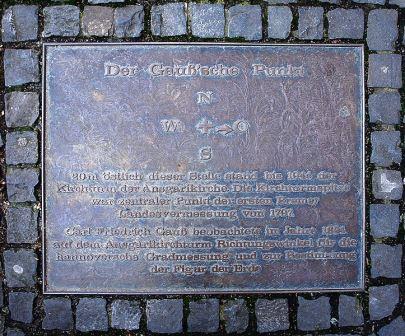 Der Gauß'sche Punkt
N
W O
S
20m östlich dieser Stelle stand bis 1944 der
Kirchturm der Ansgarikirche. Die Kirchturmspitze
war zentraler Punkt der ersten Bremer
Landesvermessung von 1797
Carl Friedrich Gauß beobachtete im Jahre 1824
auf dem Ansgarikirchturm Richtungswinkel für die
hannoversche Gradmessung und zur Bestimmung
der Figur der Erde